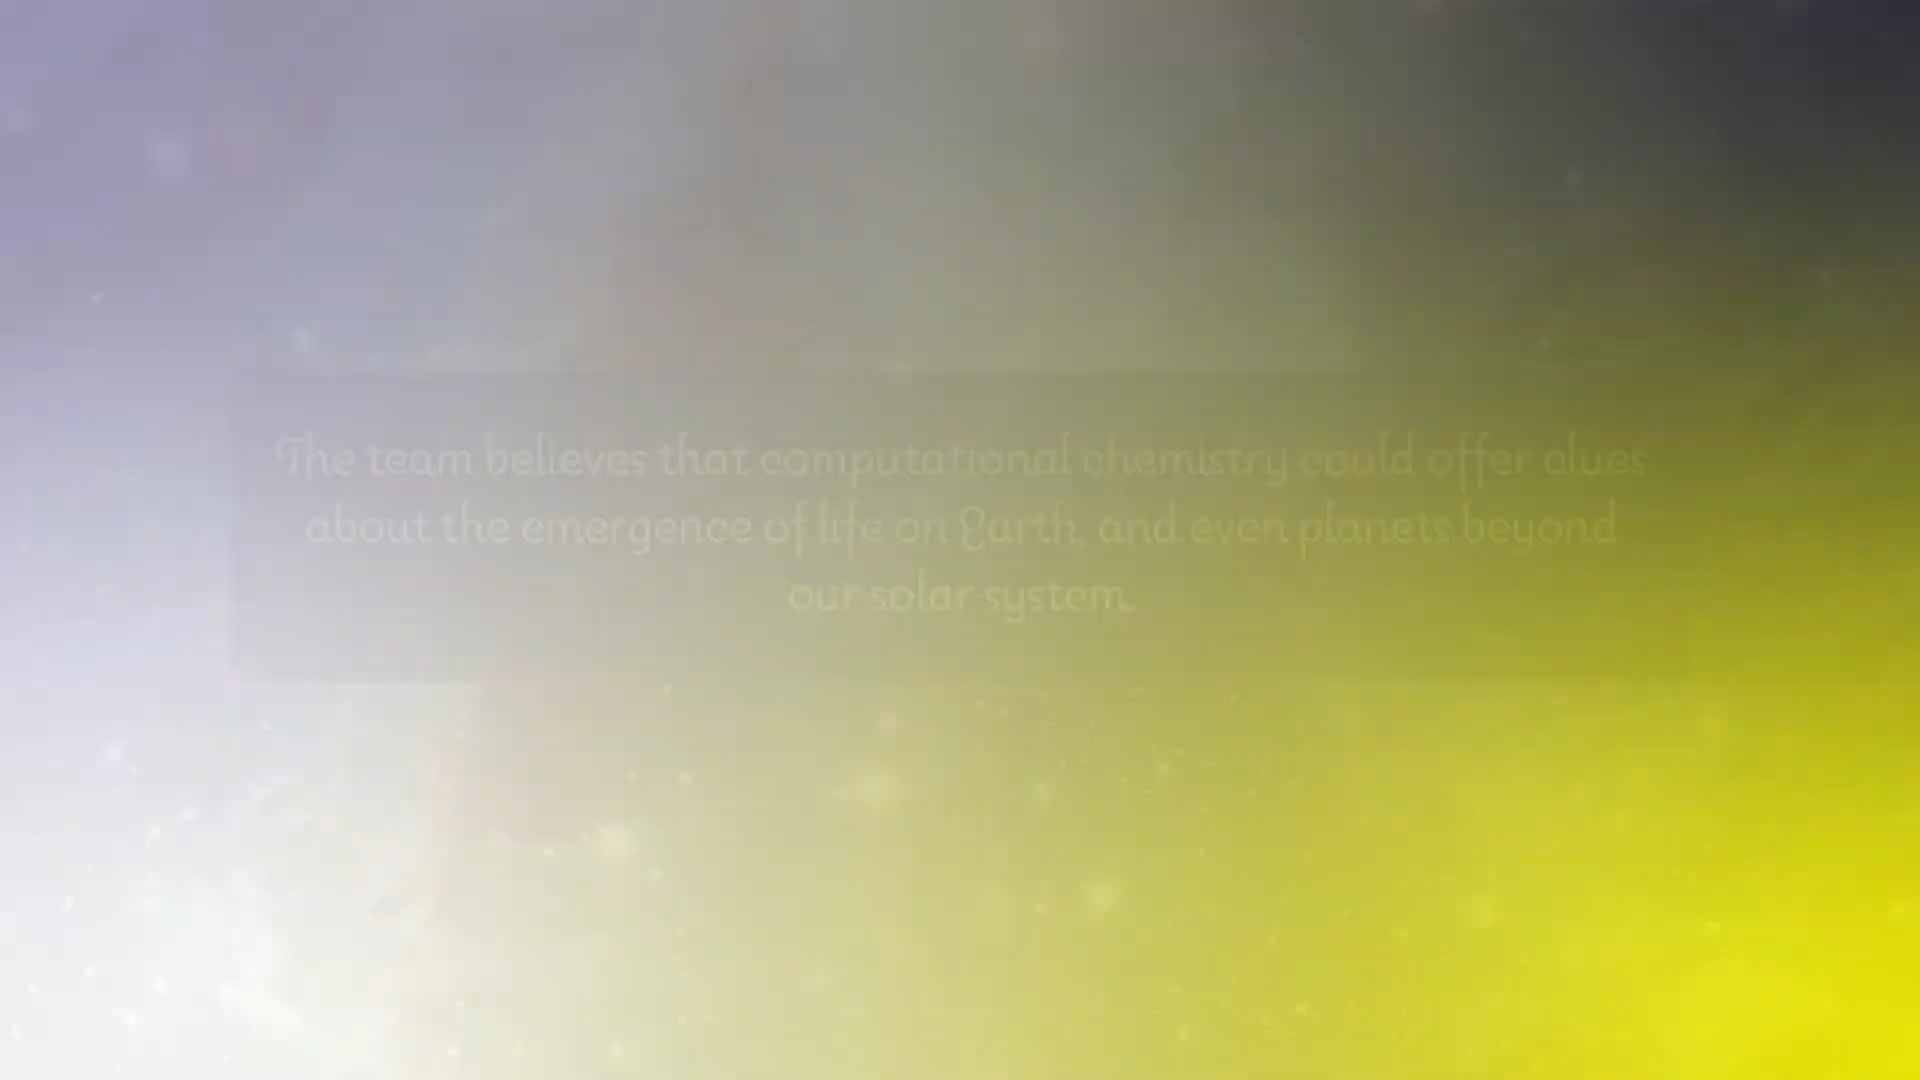 The team believes that computational chemistry could offer clues
about the emergence of life on Earth, and even planets beyond
our solar system.